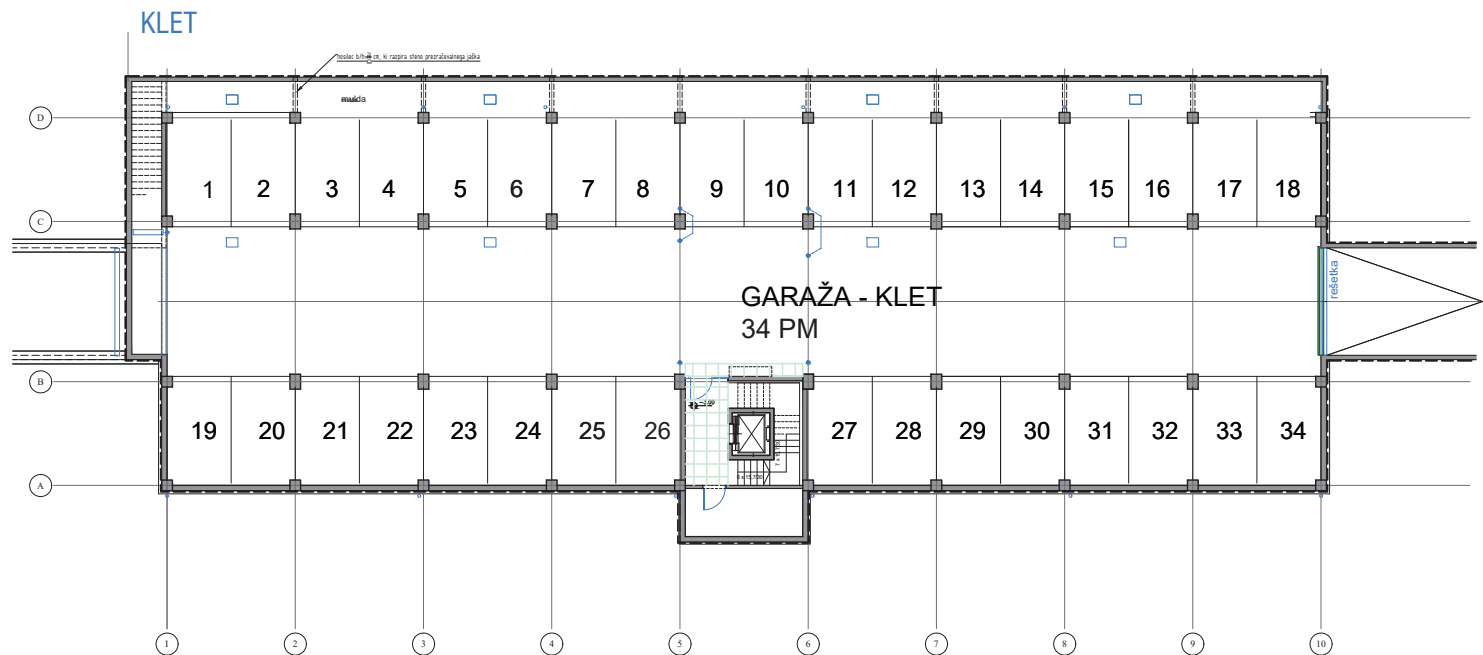 KLET
mulda
D
1 2 3 4 5 6 7 8 9 10 11 12 13 14 15 16 17 18
C
rešetka
GARAŽA - KLET
34 PM
B
19 20 21 22 23 24 25 26 27 28 29 30 31 32 33 34
A
1 2 3 4 5 6 7 8 9 10